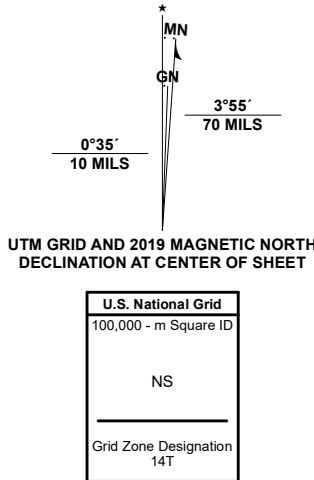 ★
MN
GN
3°55´
70 MILS
0°35´
10 MILS
UTM GRID AND 2019 MAGNETIC NORTH
DECLINATION AT CENTER OF SHEET
U.S. National Grid
100,000 - m Square ID
NS
Grid Zone Designation
14T